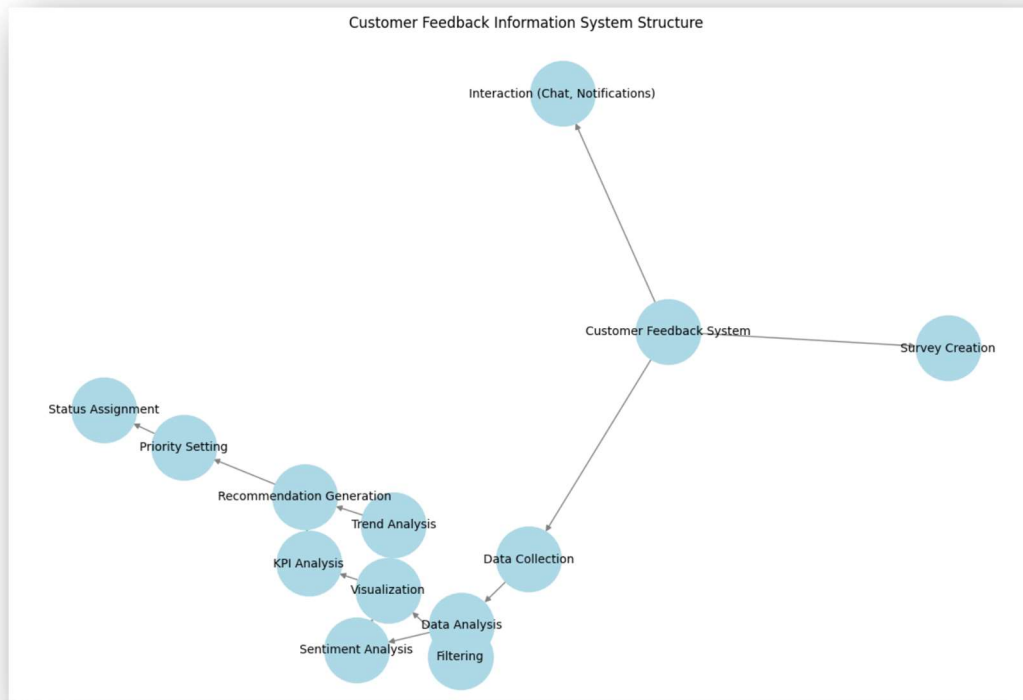 Customer Feedback Information System Structure
Interaction (Chat, Notifications)
Customer Feedback System
Survey Creation
Status Assignment
Priority Setting
Recommendation Generation
Trend Analysis
KPI Analysis
Data Collection
Visualization
Data Analysis
Sentiment Analysis
Filtering